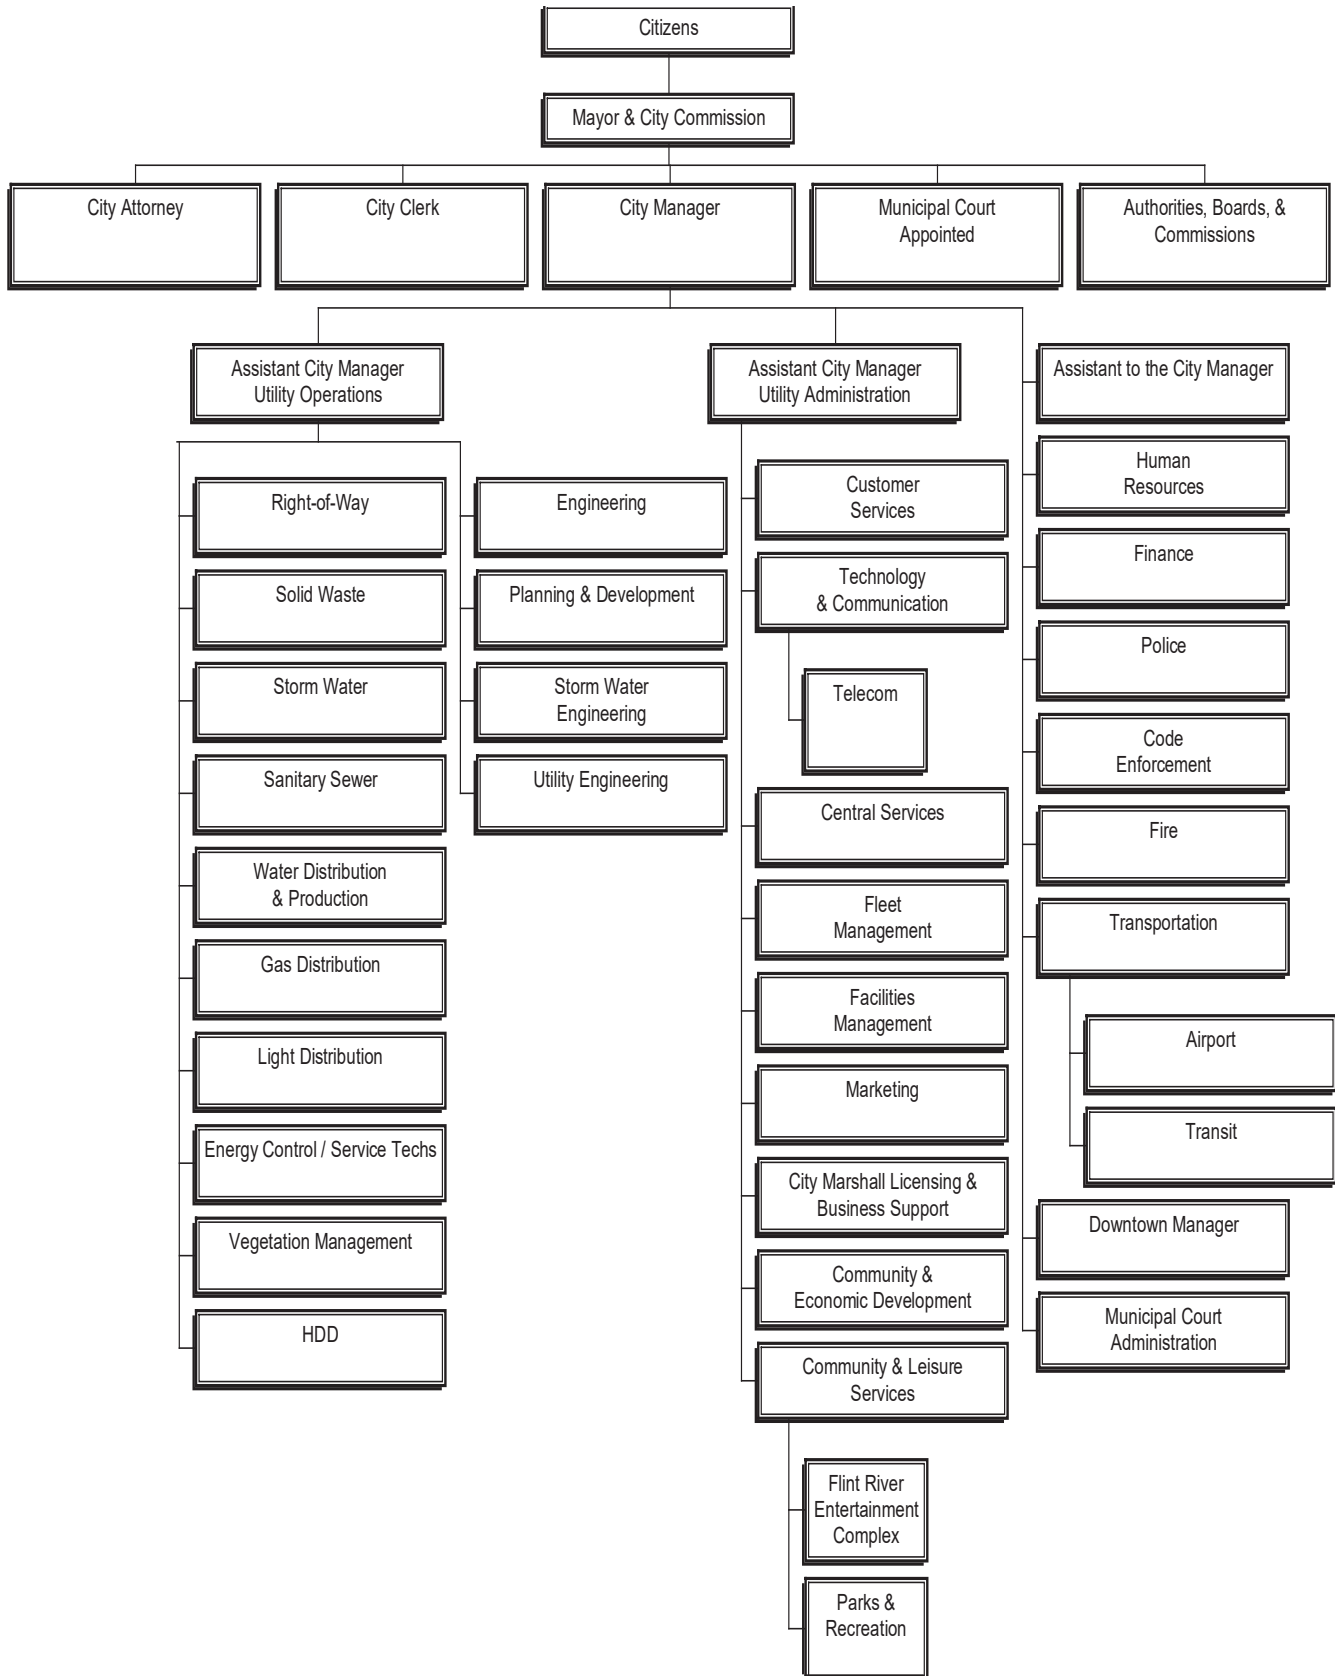 Citizens
Mayor & City Commission
City Attorney
City Clerk
City Manager
Municipal Court
Appointed
Authorities, Boards, &
Commissions
Assistant City Manager
Utility Operations
Right-of-Way
Solid Waste
Storm Water
Sanitary Sewer
Water Distribution
& Production
Gas Distribution
Light Distribution
Energy Control / Service Techs
Vegetation Management
HDD
Engineering
Planning & Development
Storm Water
Engineering
Utility Engineering
Assistant City Manager
Utility Administration
Customer
Services
Technology
& Communication
Telecom
Central Services
Fleet
Management
Facilities
Management
Marketing
City Marshall Licensing &
Business Support
Community &
Economic Development
Community & Leisure
Services
Flint River
Entertainment
Complex
Parks &
Recreation
Assistant to the City Manager
Human
Resources
Finance
Police
Code
Enforcement
Fire
Transportation
Airport
Transit
Downtown Manager
Municipal Court
Administration